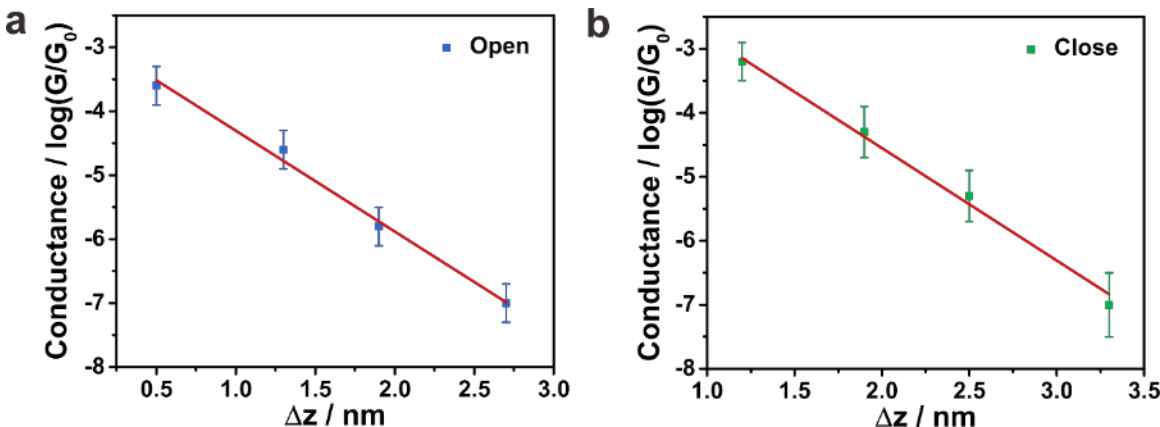 a
Open
Conductance / log(G/G₀)
-3
-4
-5
-6
-7
-8
0.5 1.0 1.5 2.0 2.5 3.0
Δz / nm
b
Close
Conductance / log(G/G₀)
-3
-4
-5
-6
-7
-8
1.0 1.5 2.0 2.5 3.0 3.5
Δz / nm